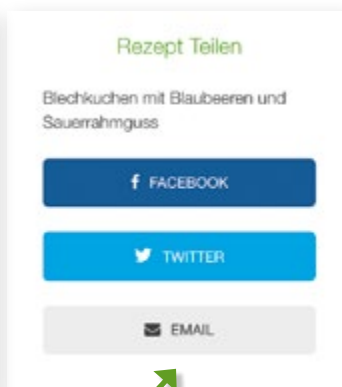 Rezept Teilen
Blechkuchen mit Blaubeeren und
Sauerrahmguss
FACEBOOK
TWITTER
EMAIL